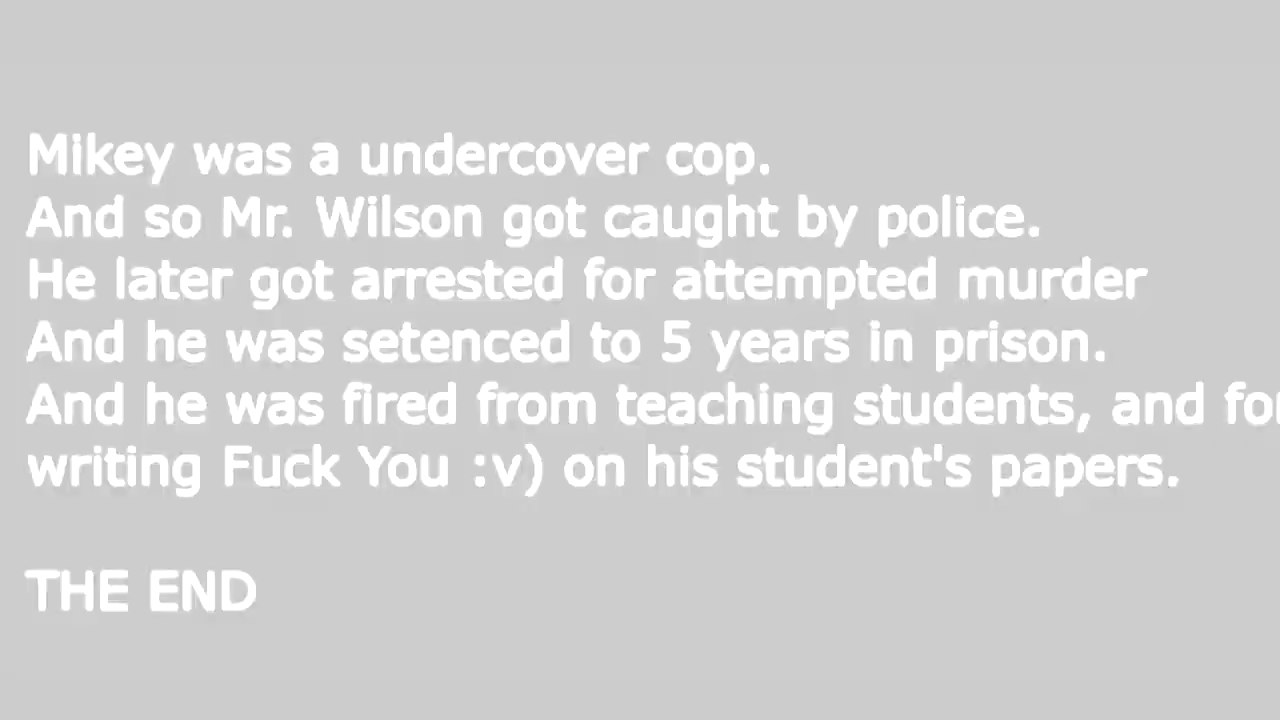 Mikey was a undercover cop.
And so Mr. Wilson got caught by police.
He later got arrested for attempted murder
And he was setenced to 5 years in prison.
And he was fired from teaching students, and for
writing Fuck You :v) on his student's papers.
THE END